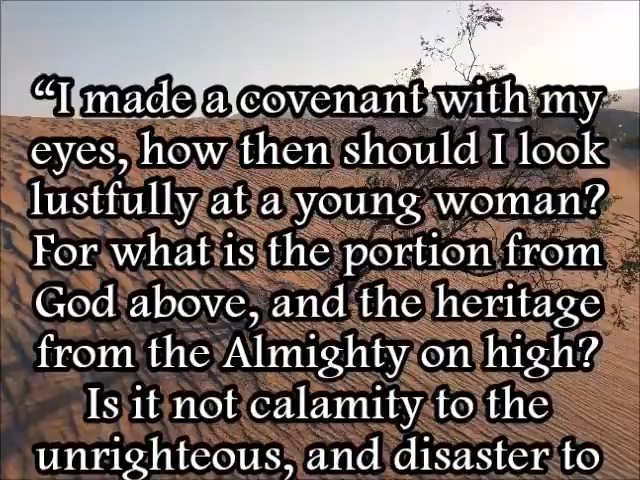 “I made a covenant with my
eyes, how then should I look
lustfully at a young woman?
For what is the portion from
God above, and the heritage
from the Almighty on high?
Is it not calamity to the
unrighteous, and disaster to